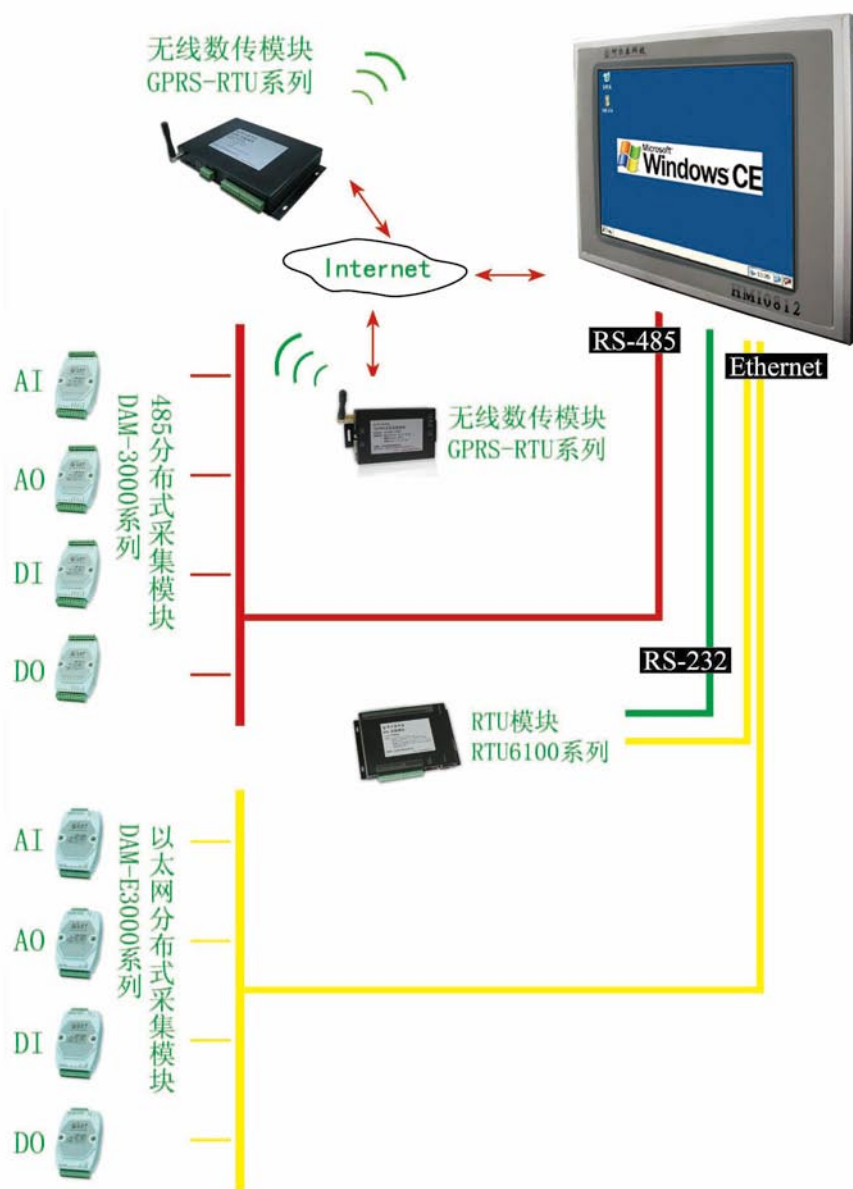 无线数传模块
GPRS-RTU系列
Microsoft
Windows CE
HMI0812
Internet
RS-485
Ethernet
无线数传模块
GPRS-RTU系列
AI
AO
DI
DO
485分布式采集模块
DAM-3000系列
RS-232
RTU模块
RTU6100系列
AI
AO
DI
DO
以太网分布式采集模块
DAM-E3000系列